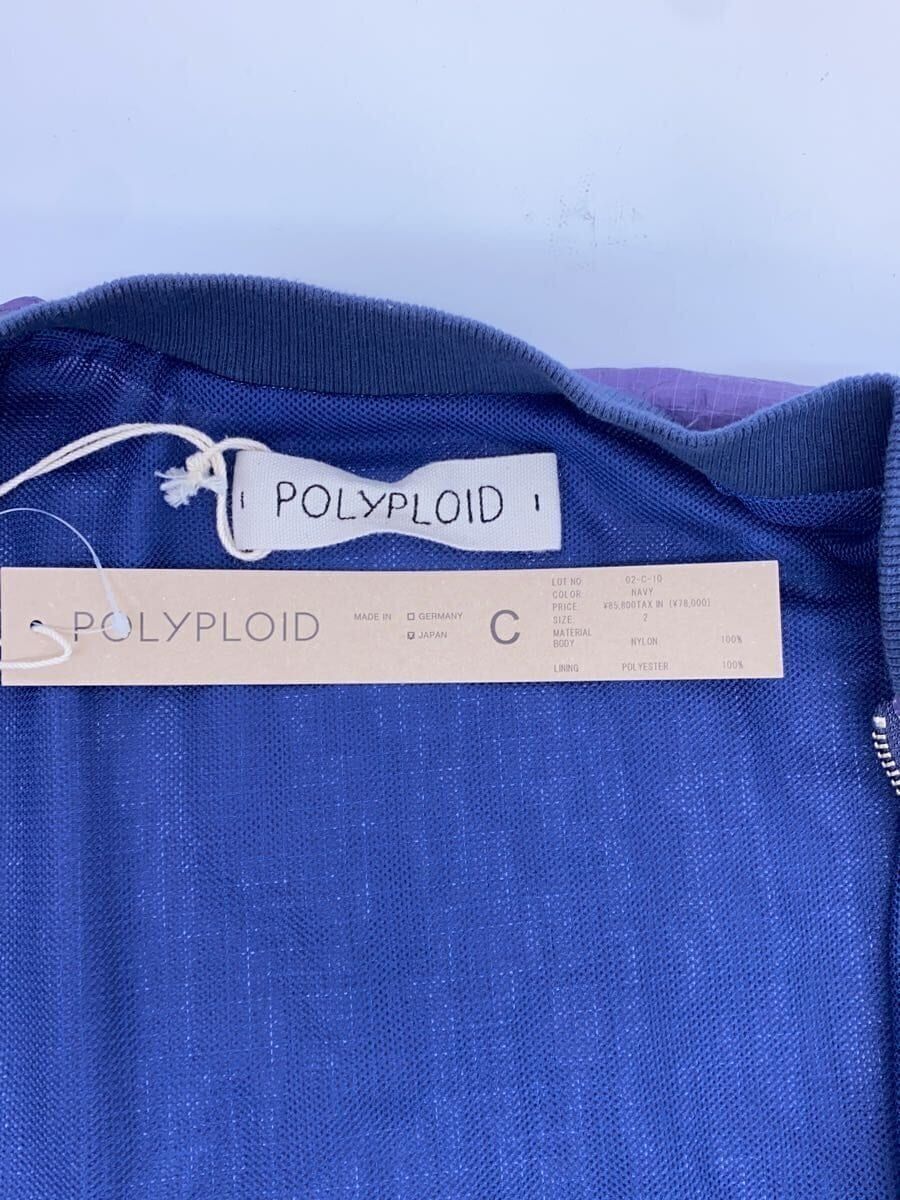 POLYPLOID
POLYPLOID
MADE IN
GERMANY
JAPAN
C
LOT NO 02-C-10
COLOR NAVY
PRICE ¥85,800TAX IN (¥78,000)
SIZE 2
MATERIAL
BODY NYLON 100%
LINING POLYESTER 100%